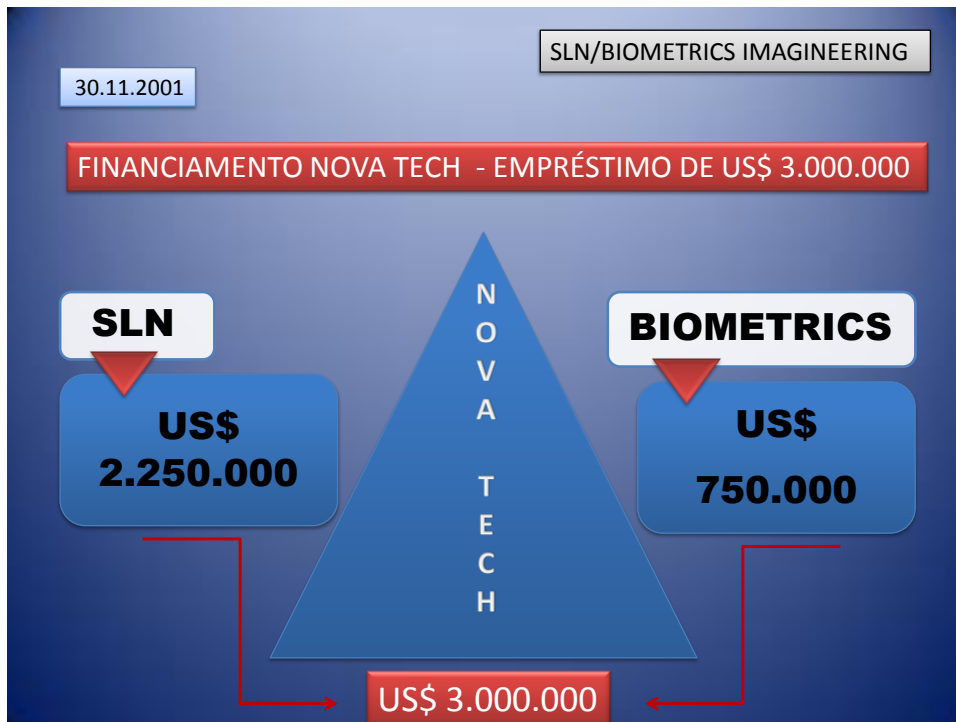 SLN/BIOMETRICS IMAGINEERING
30.11.2001
FINANCIAMENTO NOVA TECH - EMPRÉSTIMO DE US$ 3.000.000
SLN
US$
2.250.000
N
O
V
A
T
E
C
H
BIOMETRICS
US$
750.000
US$ 3.000.000